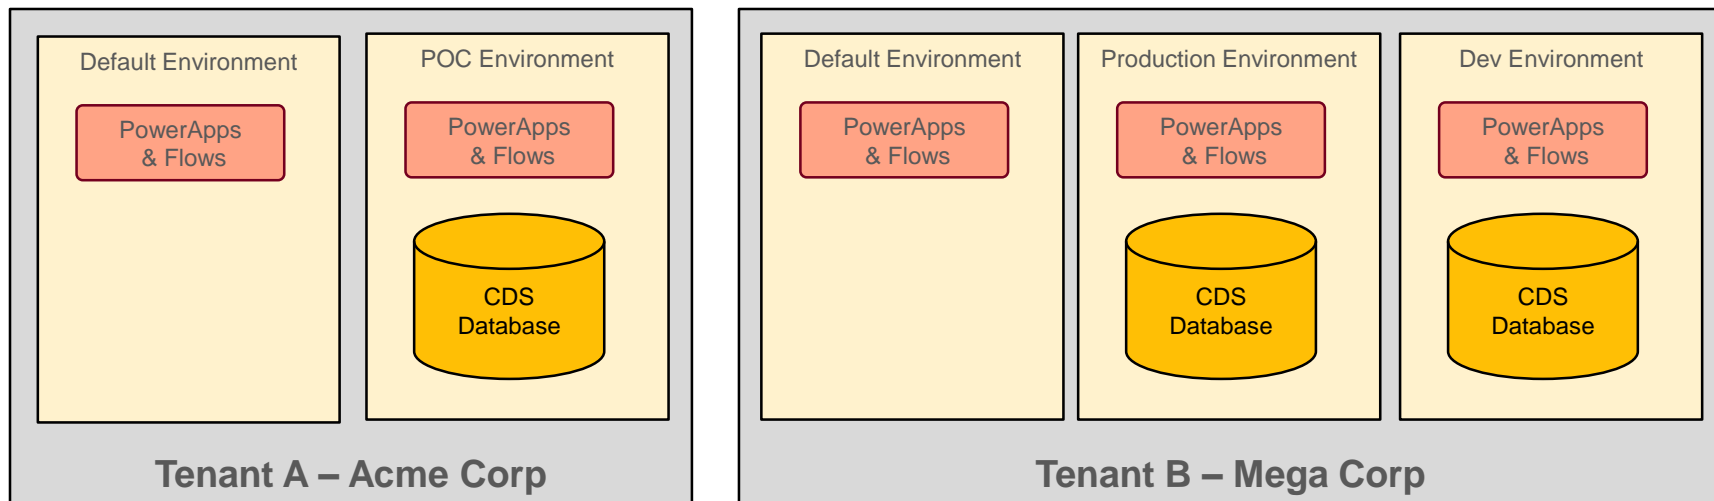 Default Environment
PowerApps
& Flows
POC Environment
PowerApps
& Flows
CDS
Database
Tenant A – Acme Corp
Default Environment
PowerApps
& Flows
Production Environment
PowerApps
& Flows
CDS
Database
Dev Environment
PowerApps
& Flows
CDS
Database
Tenant B – Mega Corp